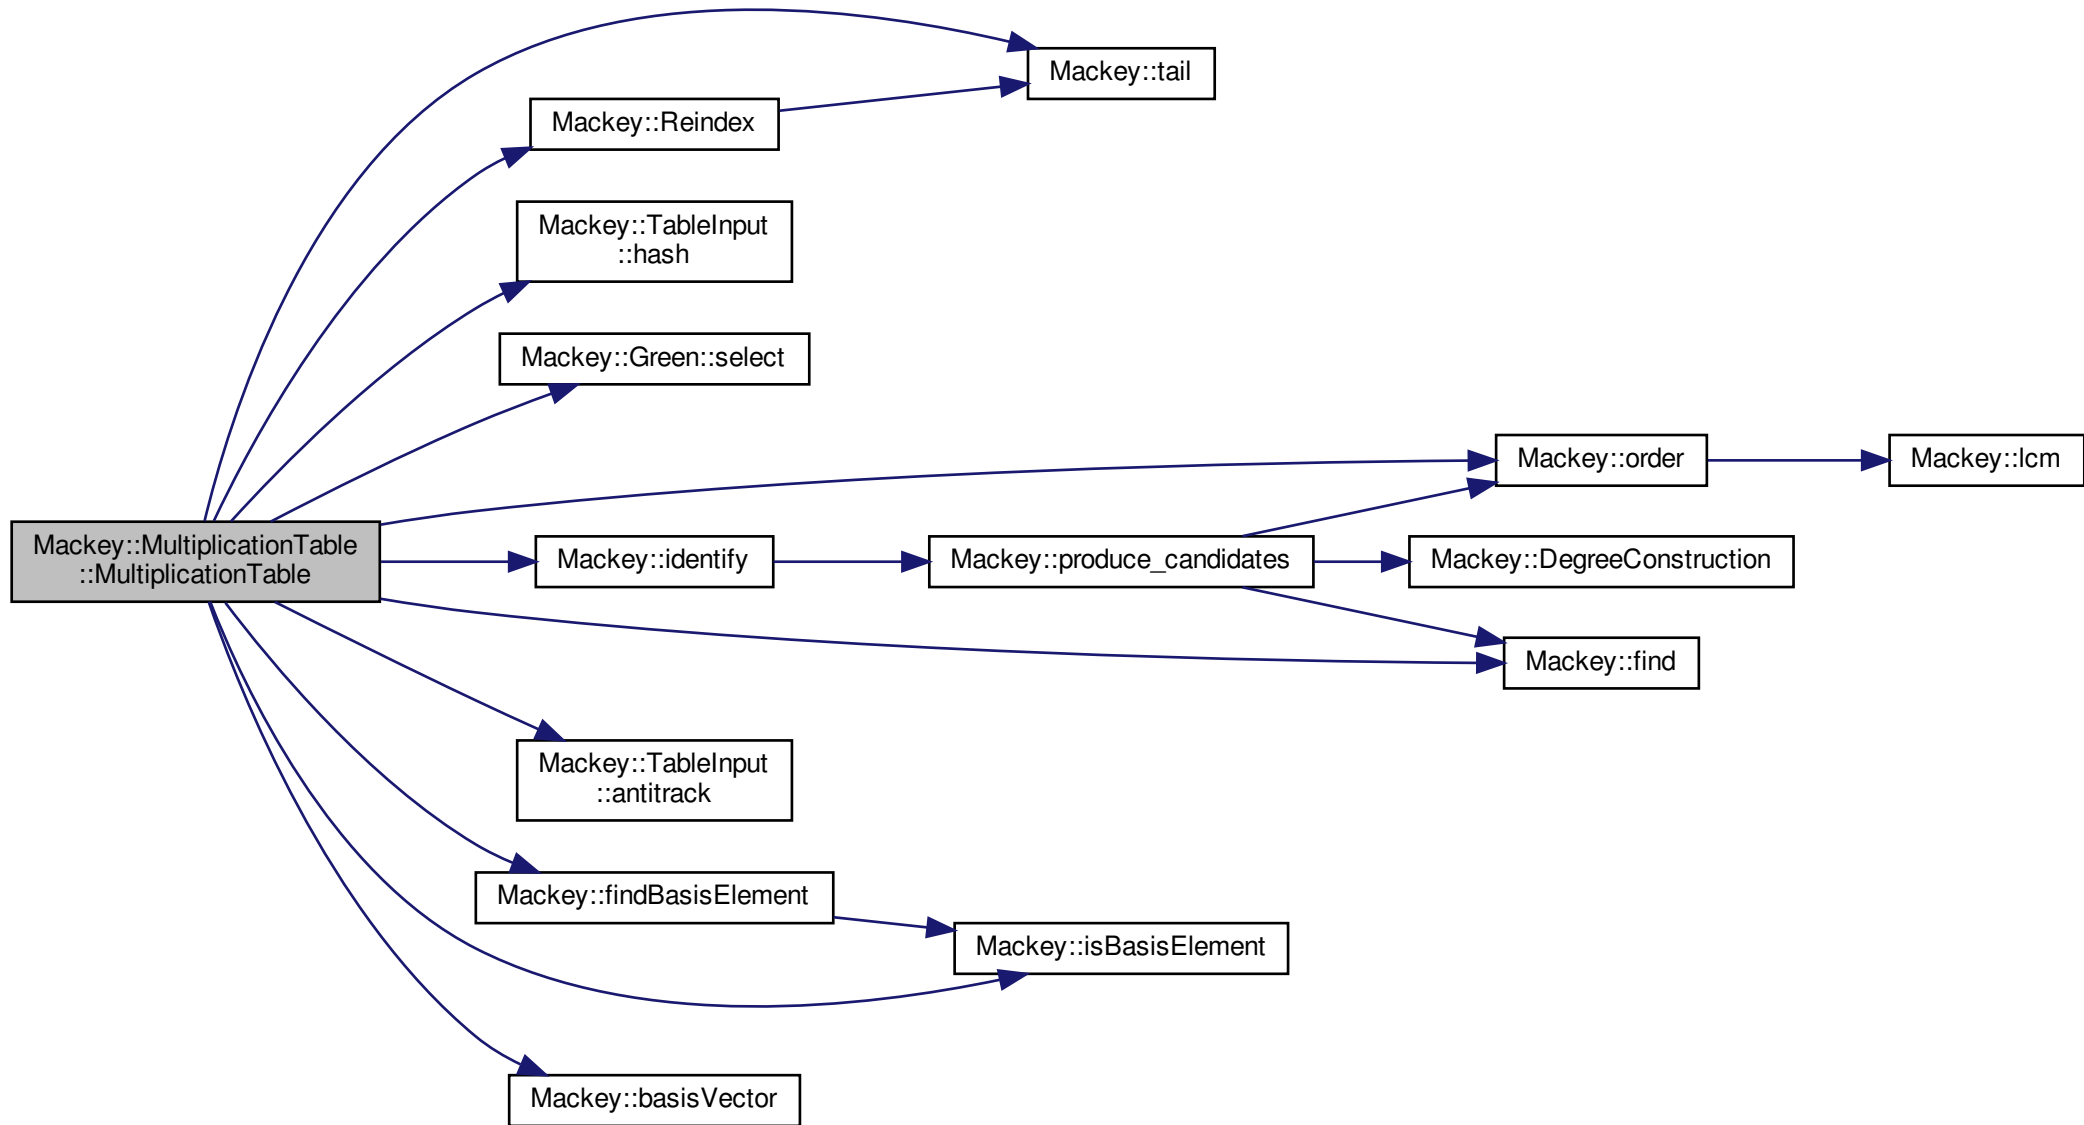 Mackey::tail
Mackey::Reindex
Mackey::TableInput
::hash
Mackey::Green::select
Mackey::order
Mackey::lcm
Mackey::MultiplicationTable
::MultiplicationTable
Mackey::identify
Mackey::produce_candidates
Mackey::DegreeConstruction
Mackey::find
Mackey::TableInput
::antitrack
Mackey::findBasisElement
Mackey::isBasisElement
Mackey::basisVector